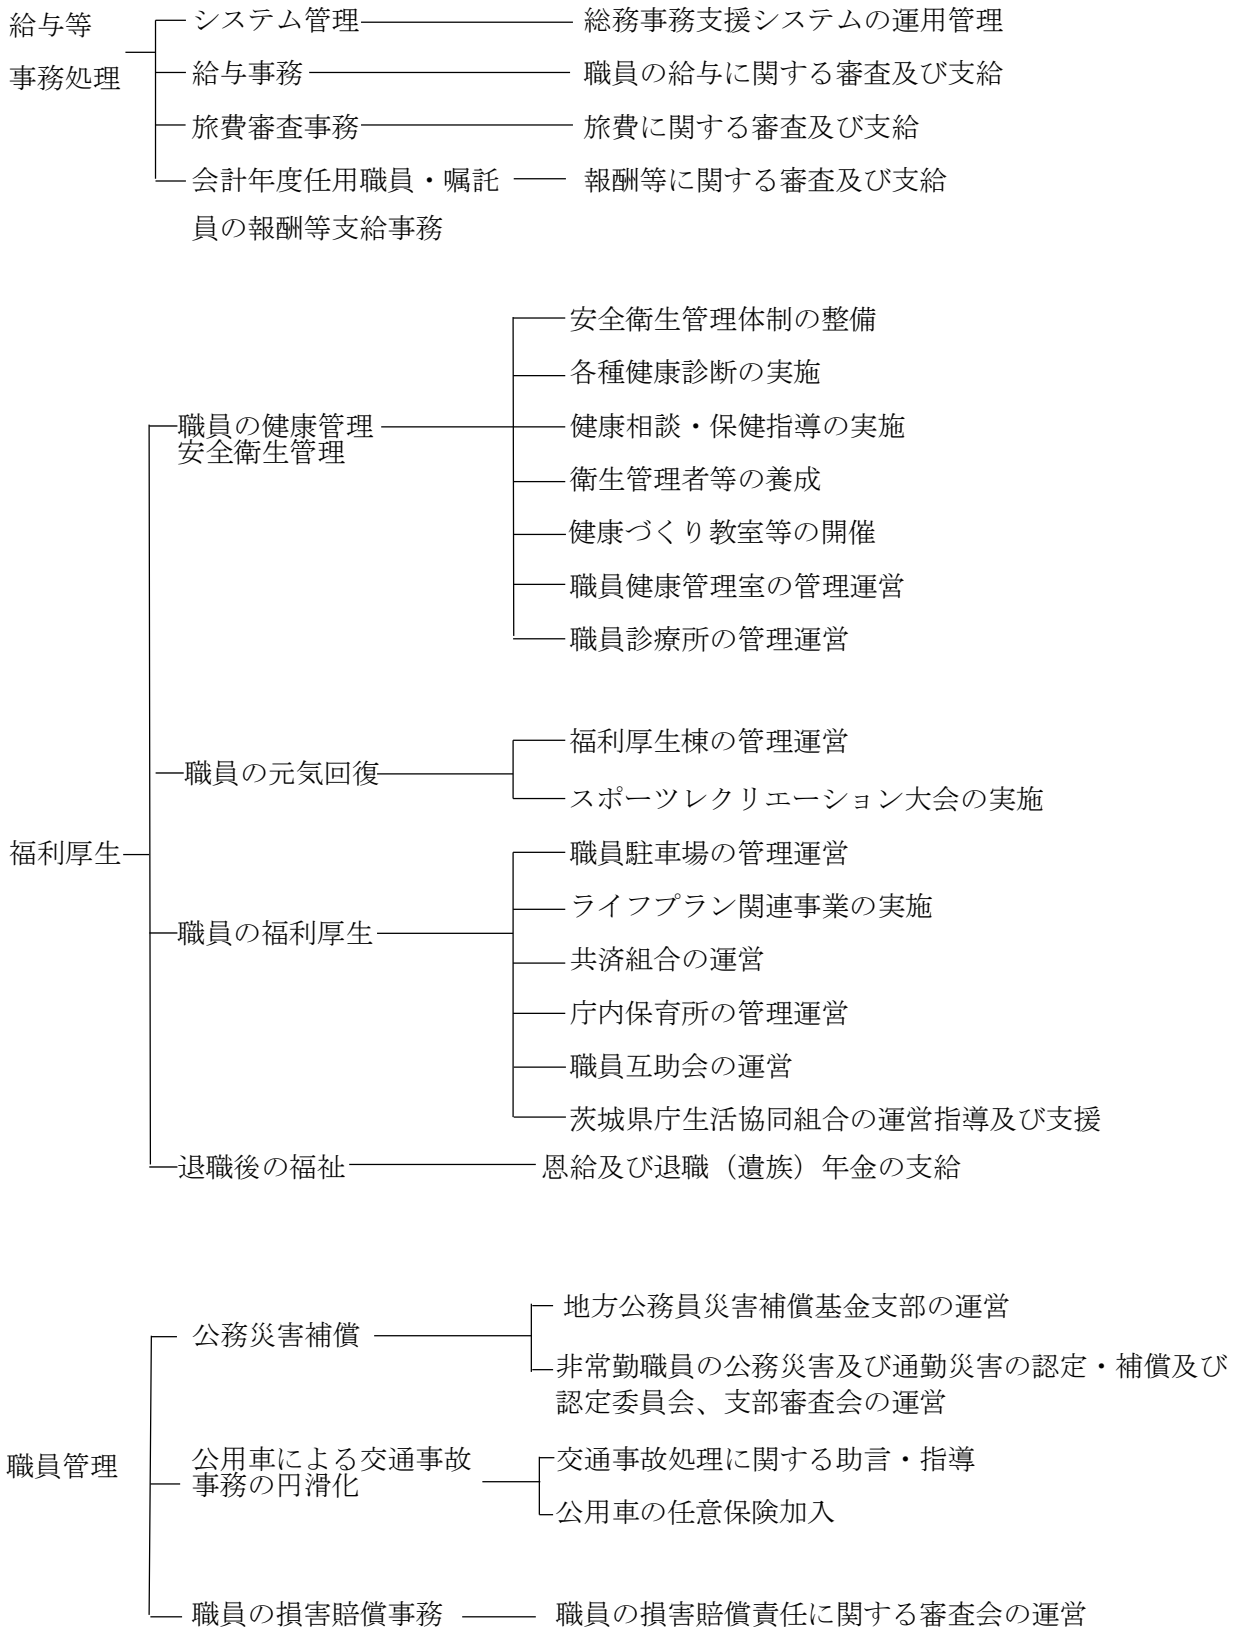 給与等
事務処理
システム管理
総務事務支援システムの運用管理
給与事務
職員の給与に関する審査及び支給
旅費審査事務
旅費に関する審査及び支給
会計年度任用職員・嘱託
員の報酬等支給事務
報酬等に関する審査及び支給
福利厚生
職員の健康管理
安全衛生管理
安全衛生管理体制の整備
各種健康診断の実施
健康相談・保健指導の実施
衛生管理者等の養成
健康づくり教室等の開催
職員健康管理室の管理運営
職員診療所の管理運営
職員の元気回復
福利厚生棟の管理運営
スポーツレクリエーション大会の実施
職員の福利厚生
職員駐車場の管理運営
ライフプラン関連事業の実施
共済組合の運営
庁内保育所の管理運営
職員互助会の運営
茨城県庁生活協同組合の運営指導及び支援
退職後の福祉
恩給及び退職（遺族）年金の支給
職員管理
公務災害補償
地方公務員災害補償基金支部の運営
非常勤職員の公務災害及び通勤災害の認定・補償及び
認定委員会、支部審査会の運営
公用車による交通事故
事務の円滑化
交通事故処理に関する助言・指導
公用車の任意保険加入
職員の損害賠償事務
職員の損害賠償責任に関する審査会の運営